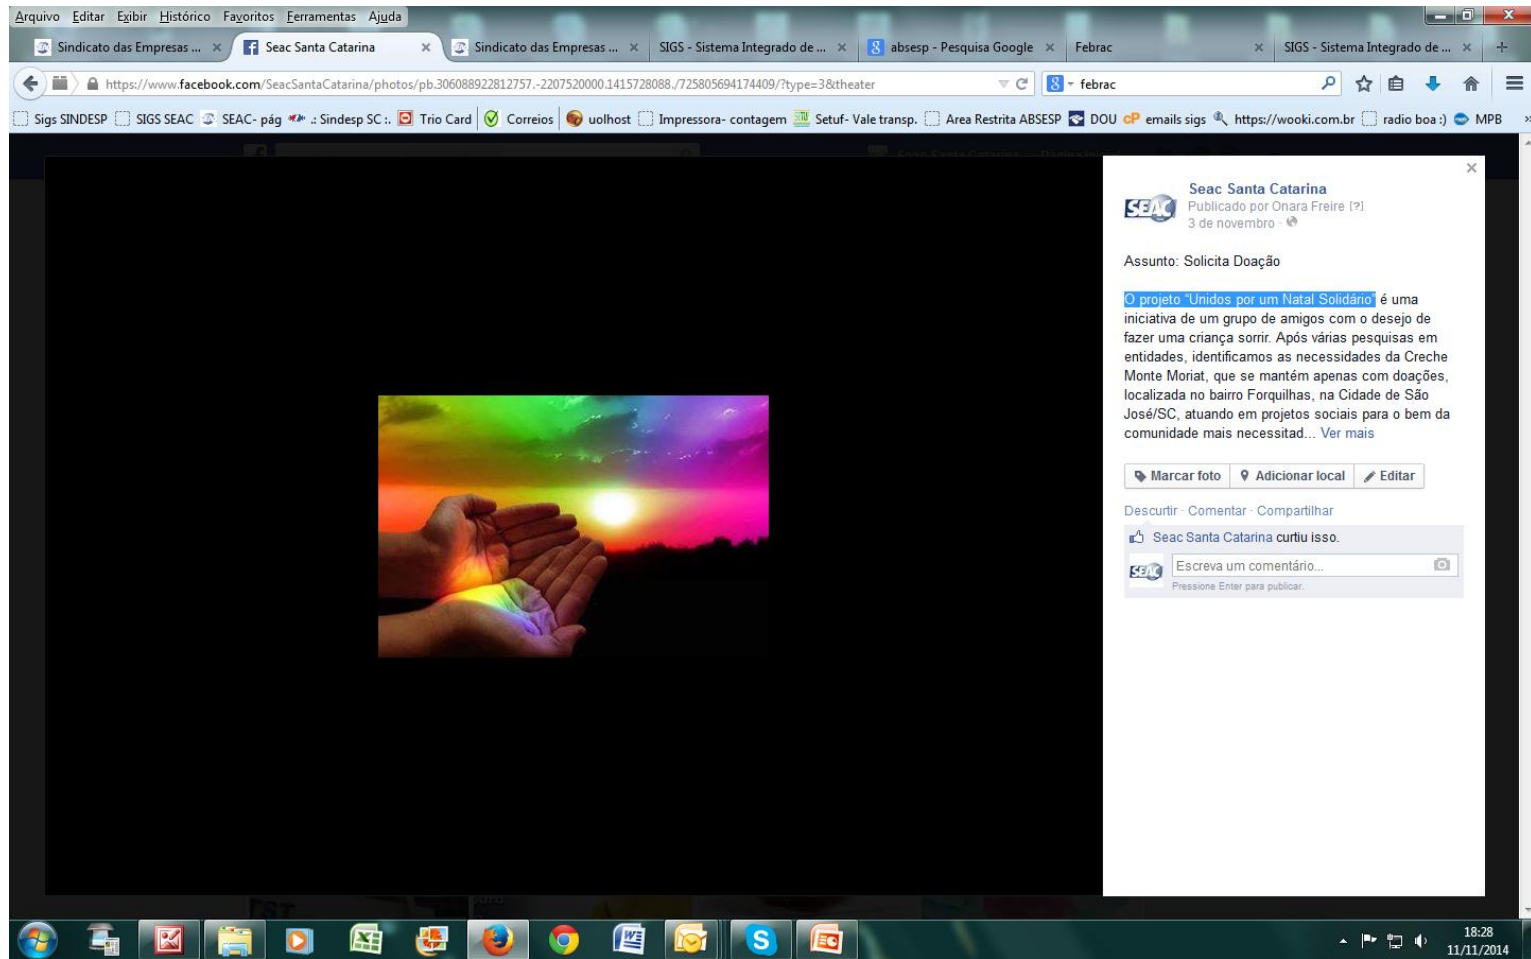 Arquivo Editar Exibir Histórico Favoritos Ferramentas Ajuda
Sindicato das Empresas ... × Seac Santa Catarina × Sindicato das Empresas ... × SIGS - Sistema Integrado de ... × absesp - Pesquisa Google × Febrac × SIGS - Sistema Integrado de ... × +
https://www.facebook.com/SeacSantaCatarina/photos/pb.306088922812757.-2207520000.1415728088./725805694174409/?type=3&theater febrac
Sigs SINDESP SIGS SEAC SEAC- pág .: Sindesp SC :. Trio Card Correios uolhost Impressora- contagem Setuf- Vale transp. Area Restrita ABSESP DOU emails sigs https://wooki.com.br radio boa :) MPB »
SEAC
Seac Santa Catarina
Publicado por Onara Freire [?]
3 de novembro ·
Assunto: Solicita Doação
O projeto "Unidos por um Natal Solidário" é uma
iniciativa de um grupo de amigos com o desejo de
fazer uma criança sorrir. Após várias pesquisas em
entidades, identificamos as necessidades da Creche
Monte Moriat, que se mantém apenas com doações,
localizada no bairro Forquilhas, na Cidade de São
José/SC, atuando em projetos sociais para o bem da
comunidade mais necessitad... Ver mais
Marcar foto Adicionar local Editar
Descurtir · Comentar · Compartilhar
Seac Santa Catarina curtiu isso.
SEAC
Escreva um comentário...
Pressione Enter para publicar.
18:28
11/11/2014